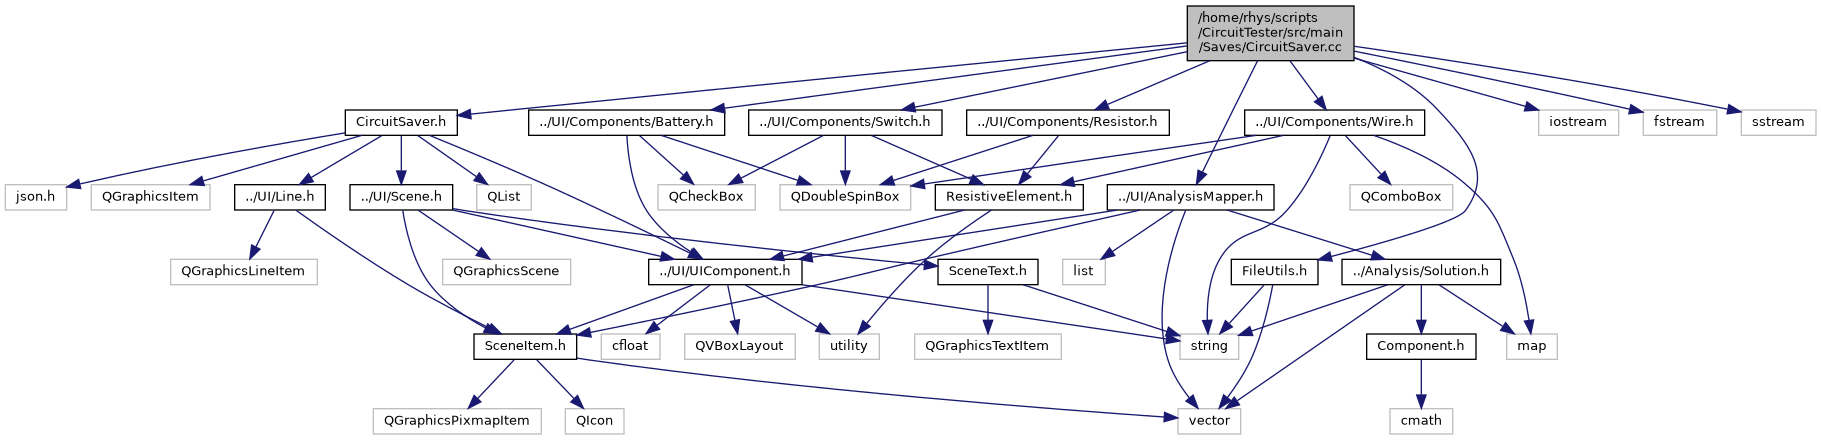 /home/rhys/scripts
/CircuitTester/src/main
/Saves/CircuitSaver.cc
CircuitSaver.h
../UI/Components/Battery.h
../UI/Components/Switch.h
../UI/Components/Resistor.h
../UI/Components/Wire.h
iostream
fstream
sstream
json.h
QGraphicsItem
../UI/Line.h
../UI/Scene.h
QList
QCheckBox
QDoubleSpinBox
ResistiveElement.h
../UI/AnalysisMapper.h
QComboBox
QGraphicsLineItem
QGraphicsScene
../UI/UIComponent.h
SceneText.h
list
FileUtils.h
../Analysis/Solution.h
SceneItem.h
cfloat
QVBoxLayout
utility
QGraphicsTextItem
string
Component.h
map
QGraphicsPixmapItem
QIcon
vector
cmath